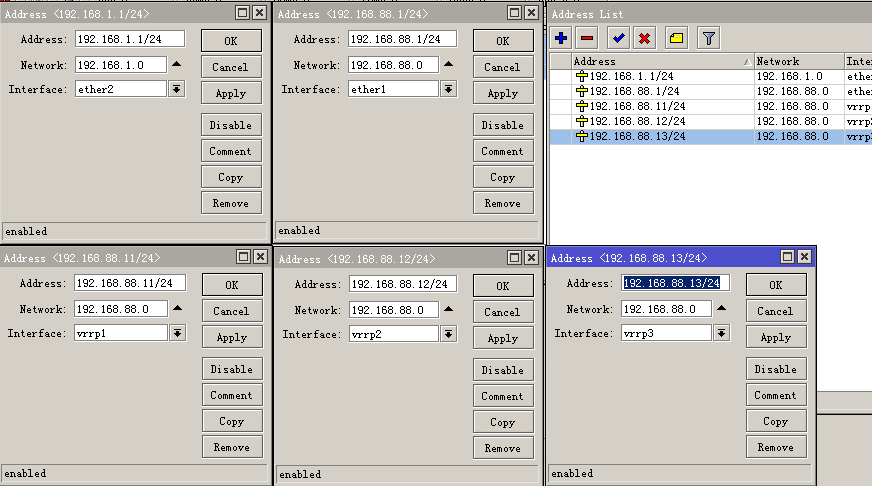 Address <192.168.1.1/24>
Address: 192.168.1.1/24
Network: 192.168.1.0
Interface: ether2
OK
Cancel
Apply
Disable
Comment
Copy
Remove
enabled
Address <192.168.88.1/24>
Address: 192.168.88.1/24
Network: 192.168.88.0
Interface: ether1
OK
Cancel
Apply
Disable
Comment
Copy
Remove
enabled
Address List
Address Network Inte
192.168.1.1/24 192.168.1.0 ethe
192.168.88.1/24 192.168.88.0 ethe
192.168.88.11/24 192.168.88.0 vrrp
192.168.88.12/24 192.168.88.0 vrrp2
192.168.88.13/24 192.168.88.0 vrrp3
Address <192.168.88.11/24>
Address: 192.168.88.11/24
Network: 192.168.88.0
Interface: vrrp1
OK
Cancel
Apply
Disable
Comment
Copy
Remove
enabled
Address <192.168.88.12/24>
Address: 192.168.88.12/24
Network: 192.168.88.0
Interface: vrrp2
OK
Cancel
Apply
Disable
Comment
Copy
Remove
enabled
Address <192.168.88.13/24>
Address: 192.168.88.13/24
Network: 192.168.88.0
Interface: vrrp3
OK
Cancel
Apply
Disable
Comment
Copy
Remove
enabled